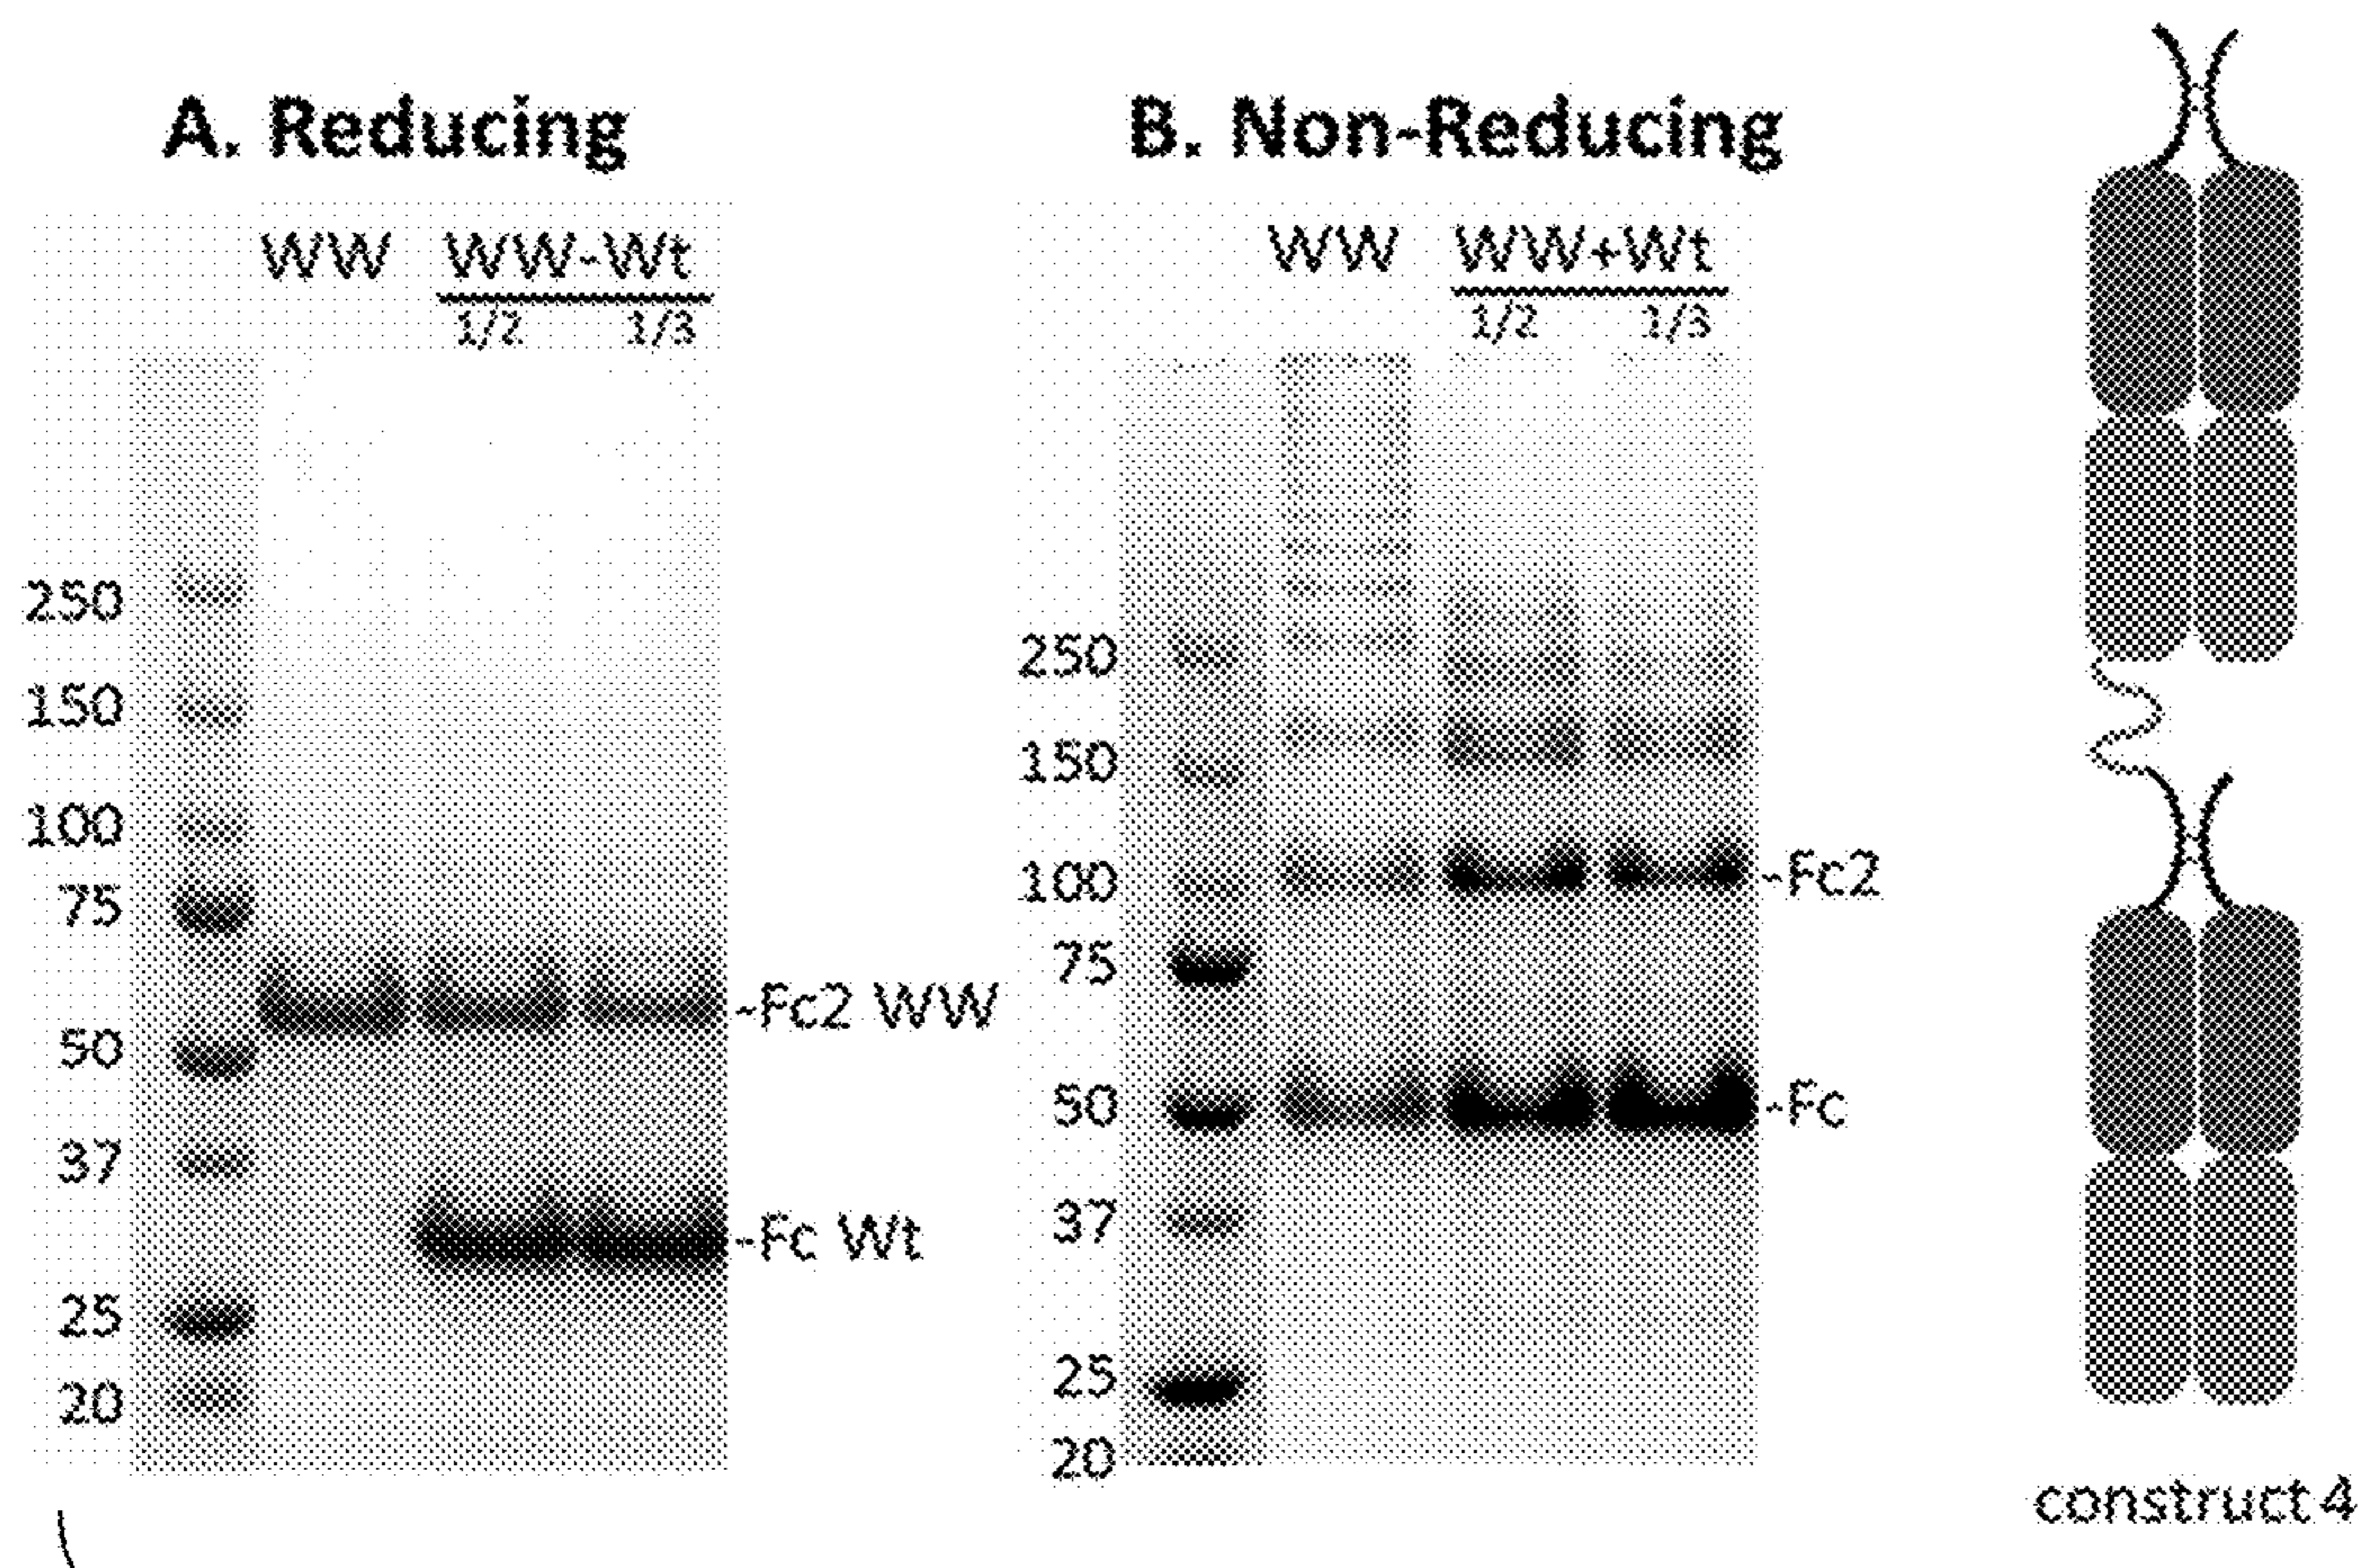 A. Reducing
WW WW-Wt
1/2 1/3
250
150
100
75
50
37
25
20
-Fc2 WW
-Fc Wt
B. Non-Reducing
WW WW+Wt
1/2 1/3
250
150
100
75
50
37
25
20
-Fc2
-Fc
construct 4